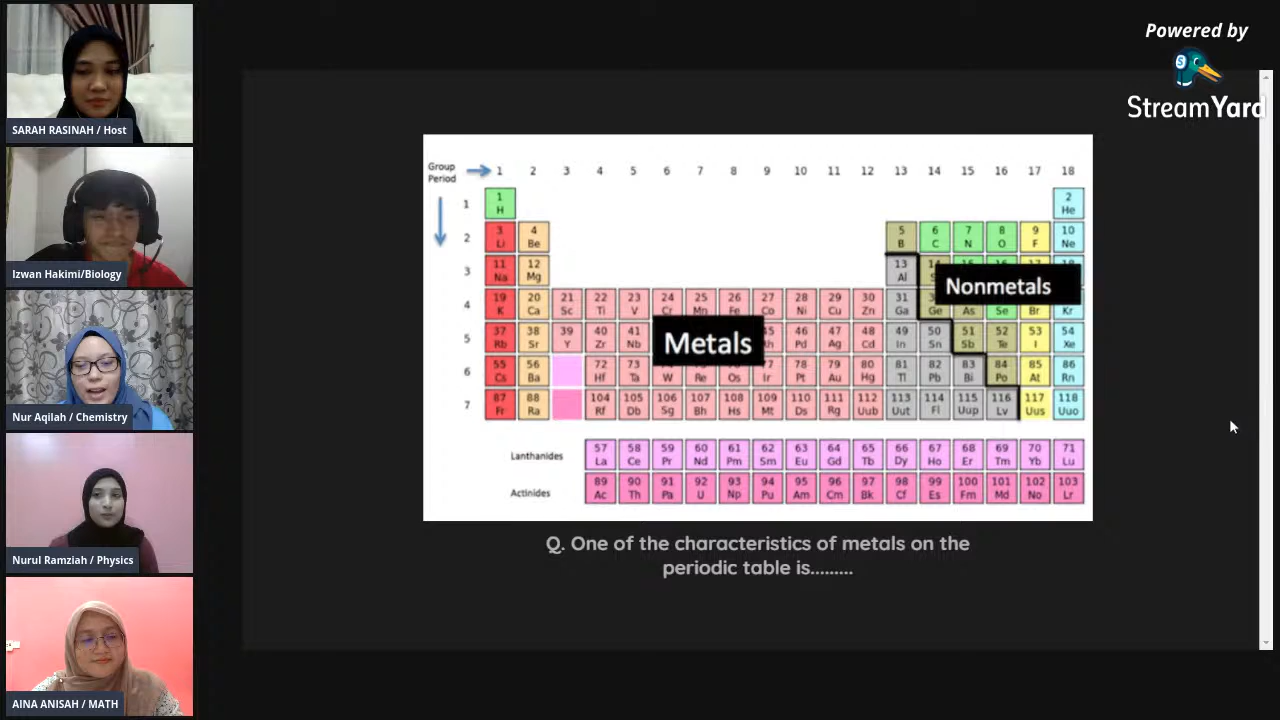 Powered by
StreamYard
SARAH RASINAH / Host
Izwan Hakimi/Biology
Nur Aqilah / Chemistry
Nurul Ramziah / Physics
AINA ANISAH / MATH
Group 1 2 3 4 5 6 7 8 9 10 11 12 13 14 15 16 17 18
Period
1 1 2
H He
2 3 4 5 6 7 8 9 10
Li Be B C N O F Ne
3 11 12 13
Na Mg Al
Nonmetals
4 19 20 21 22 23 24 25 26 27 28 29 30 31
K Ca Sc Ti V Cr Mn Fe Co Ni Cu Zn Ga Ge As Se Br Kr
5 37 38 39 40 41 46 47 48 49 50 51 52 53 54
Rb Sr Y Zr Nb Rh Pd Ag Cd In Sn Sb Te I Xe
Metals
6 55 56 72 73 78 79 80 81 82 83 84 85 86
Cs Ba Hf Ta W Re Os Ir Pt Au Hg Tl Pb Bi Po At Rn
7 87 88 104 105 106 107 108 109 110 111 112 113 114 115 116 117 118
Fr Ra Rf Db Sg Bh Hs Mt Ds Rg Uub Uut Fl Uup Lv Uus Uuo
Lanthanides 57 58 59 60 61 62 63 64 65 66 67 68 69 70 71
La Ce Pr Nd Pm Sm Eu Gd Tb Dy Ho Er Tm Yb Lu
Actinides 89 90 91 92 93 94 95 96 97 98 99 100 101 102 103
Ac Th Pa U Np Pu Am Cm Bk Cf Es Fm Md No Lr
Q. One of the characteristics of metals on the
periodic table is.........